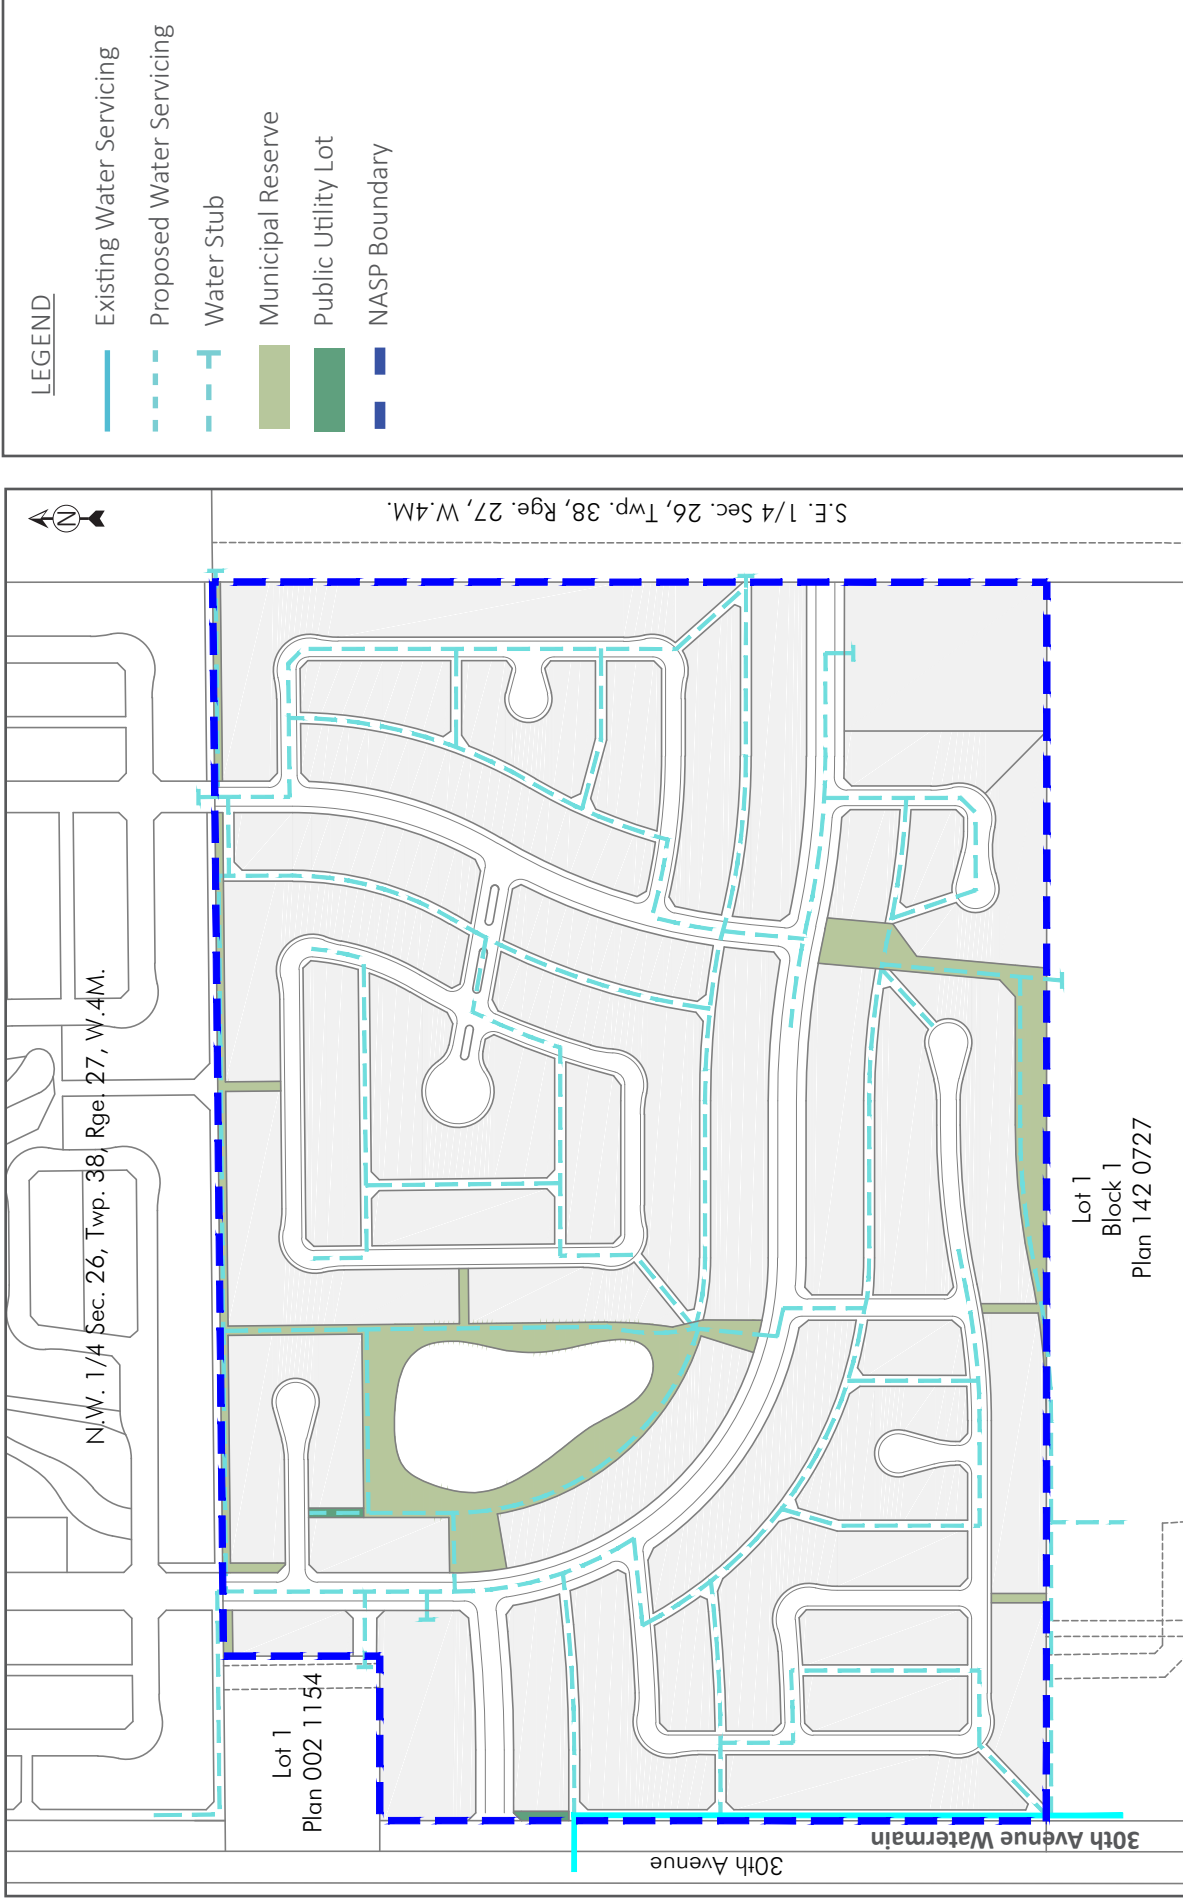 LEGEND
Existing Water Servicing
Proposed Water Servicing
Water Stub
Municipal Reserve
Public Utility Lot
NASP Boundary
N
S.E. 1/4 Sec. 26, Twp. 38, Rge. 27, W.4M.
N.W. 1/4 Sec. 26, Twp. 38, Rge. 27, W.4M.
Lot 1
Block 1
Plan 142 0727
Lot 1
Plan 002 1154
30th Avenue Watermain
30th Avenue